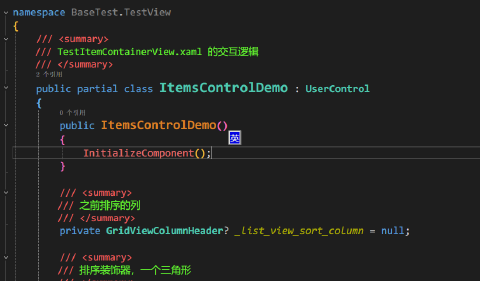 namespace BaseTest.TestView
{
/// <summary>
/// TestItemContainerView.xaml 的交互逻辑
/// </summary>
2 个引用
public partial class ItemsControlDemo : UserControl
{
0 个引用
public ItemsControlDemo()
{
英
InitializeComponent();
}
/// <summary>
/// 之前排序的列
/// </summary>
private GridViewColumnHeader? _list_view_sort_column = null;
/// <summary>
/// 排序装饰器，一个三角形